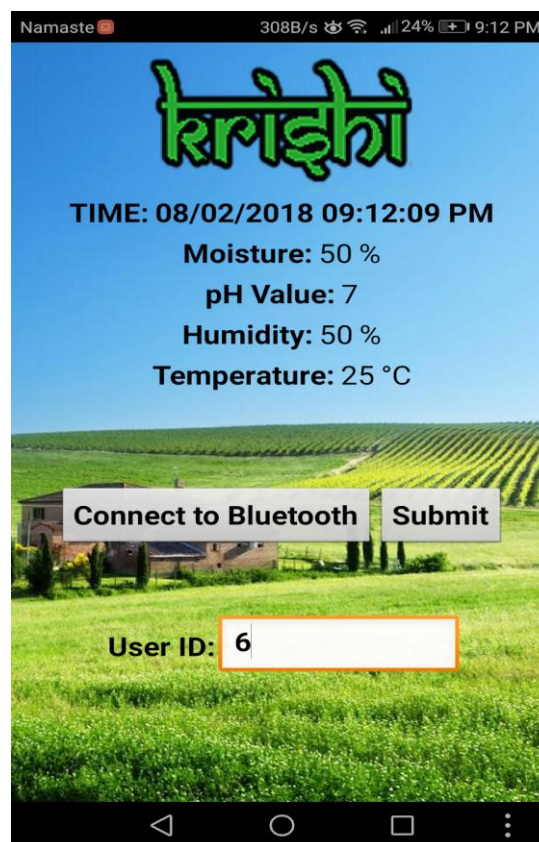 Namaste 308B/s 24% 9:12 PM
krishi
TIME: 08/02/2018 09:12:09 PM
Moisture: 50 %
pH Value: 7
Humidity: 50 %
Temperature: 25 °C
Connect to Bluetooth Submit
User ID: 6